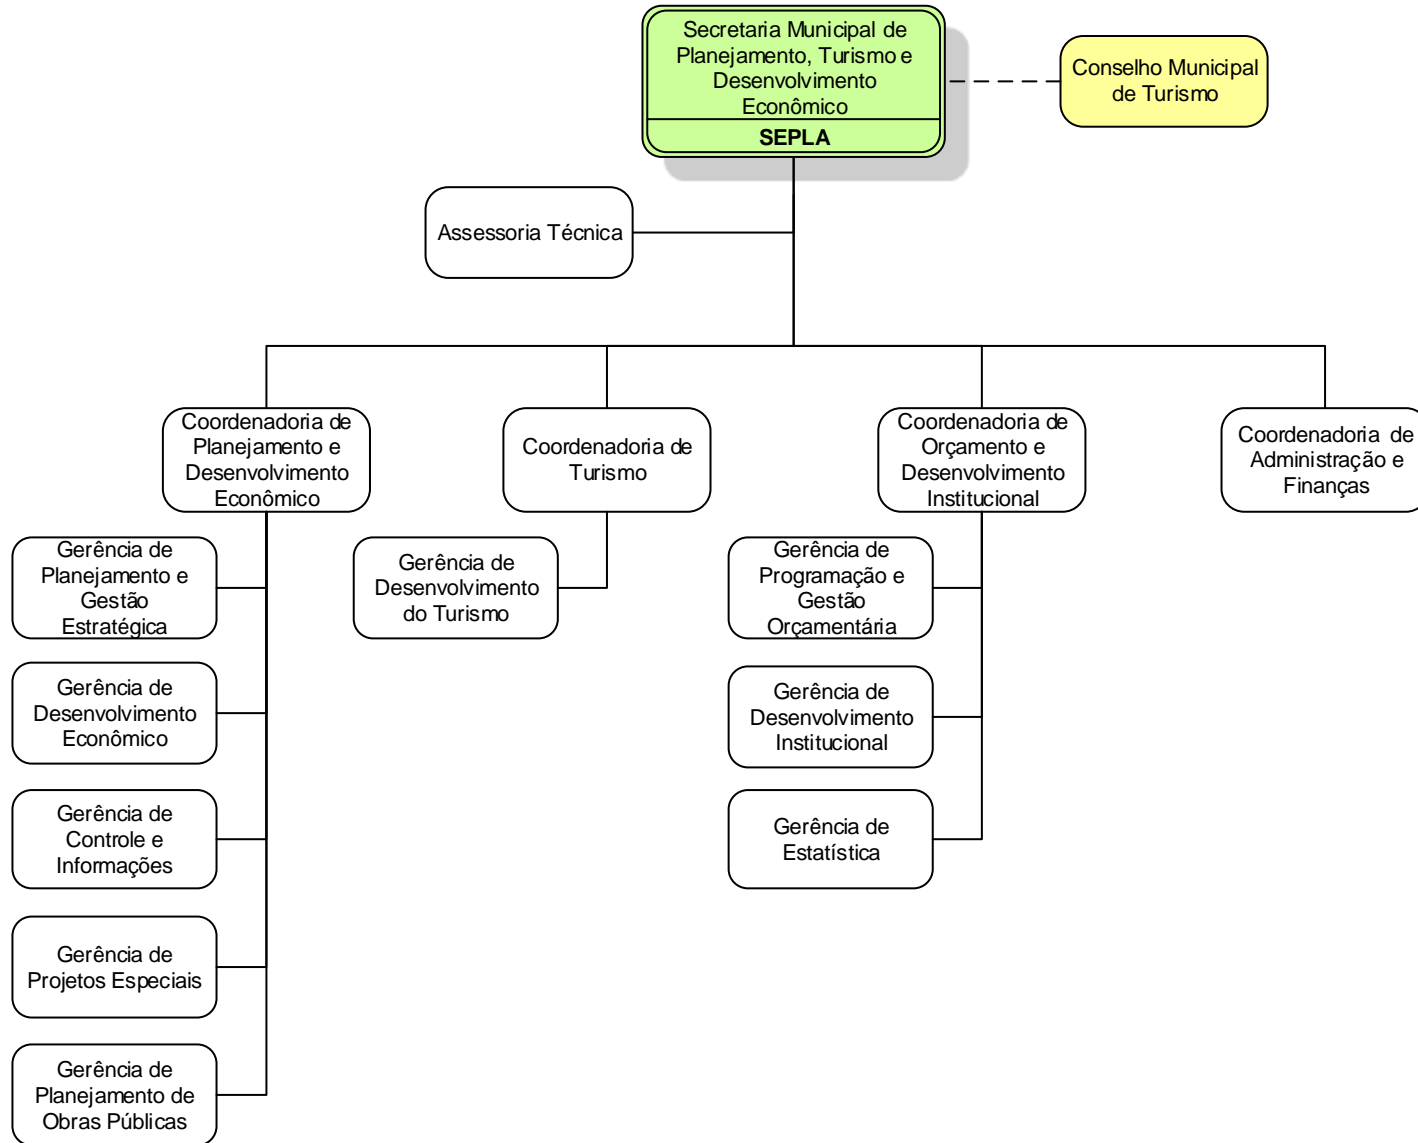 Secretaria Municipal de
Planejamento, Turismo e
Desenvolvimento
Econômico
SEPLA
Conselho Municipal
de Turismo
Assessoria Técnica
Coordenadoria de
Planejamento e
Desenvolvimento
Econômico
Coordenadoria de
Turismo
Coordenadoria de
Orçamento e
Desenvolvimento
Institucional
Coordenadoria de
Administração e
Finanças
Gerência de
Planejamento e
Gestão
Estratégica
Gerência de
Desenvolvimento
do Turismo
Gerência de
Programação e
Gestão
Orçamentária
Gerência de
Desenvolvimento
Econômico
Gerência de
Desenvolvimento
Institucional
Gerência de
Controle e
Informações
Gerência de
Estatística
Gerência de
Projetos Especiais
Gerência de
Planejamento de
Obras Públicas